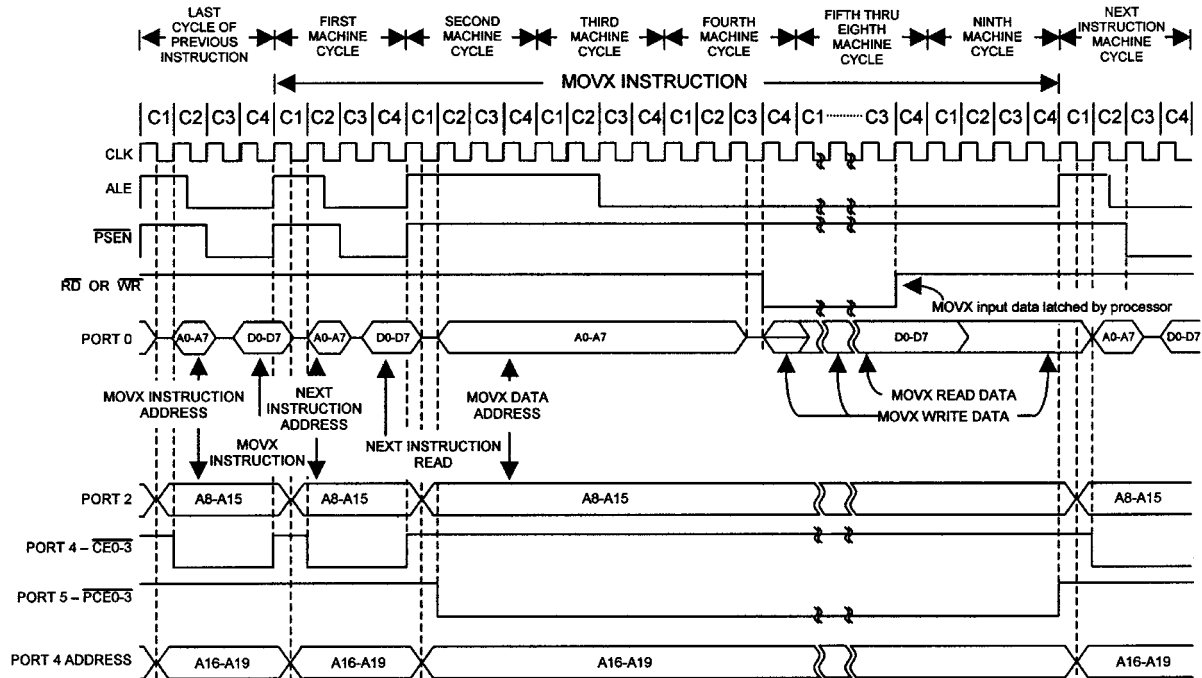 LAST
CYCLE OF
PREVIOUS
INSTRUCTION
FIRST
MACHINE
CYCLE
SECOND
MACHINE
CYCLE
THIRD
MACHINE
CYCLE
FOURTH
MACHINE
CYCLE
FIFTH THRU
EIGHTH
MACHINE
CYCLE
NINTH
MACHINE
CYCLE
NEXT
INSTRUCTION
MACHINE
CYCLE
MOVX INSTRUCTION
C1 C2 C3 C4 C1 C2 C3 C4 C1 C2 C3 C4 C1 C2 C3 C4 C1 C2 C3 C4 C1 ........ C3 C4 C1 C2 C3 C4 C1 C2 C3 C4
CLK
ALE
PSEN
RD OR WR
MOVX input data latched by processor
PORT 0 A0-A7 D0-D7 A0-A7 D0-D7 A0-A7 D0-D7 A0-A7 D0-D7
MOVX INSTRUCTION
ADDRESS
NEXT
INSTRUCTION
ADDRESS
MOVX DATA
ADDRESS
MOVX READ DATA
MOVX WRITE DATA
MOVX
INSTRUCTION
NEXT INSTRUCTION
READ
PORT 2 A8-A15 A8-A15 A8-A15 A8-A15
PORT 4 – CE0-3
PORT 5 – PCE0-3
PORT 4 ADDRESS A16-A19 A16-A19 A16-A19 A16-A19